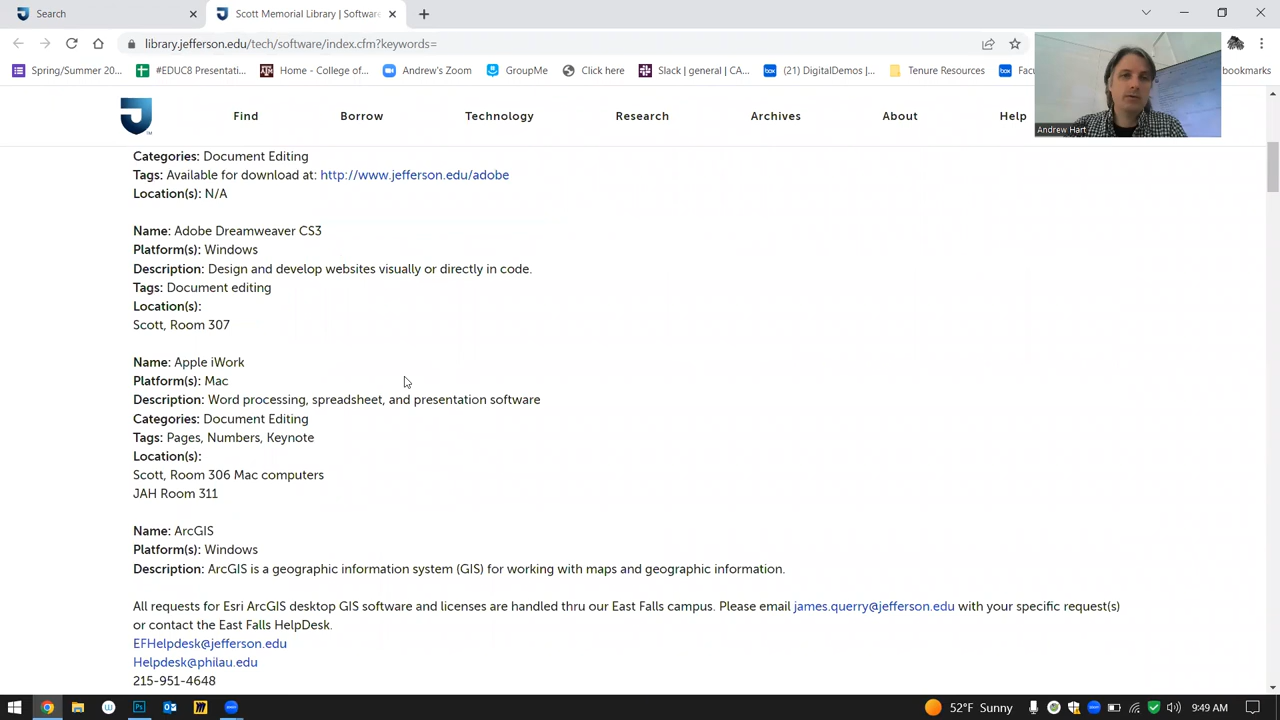 Search
Scott Memorial Library | Softwar
library.jefferson.edu/tech/software/index.cfm?keywords=
Spring/Summer 20...
#EDUC8 Presentati...
Home - College of...
Andrew's Zoom
GroupMe
Click here
Slack | general | CA...
(21) DigitalDemos |...
Tenure Resources
Facu
bookmarks
Andrew Hart
Find
Borrow
Technology
Research
Archives
About
Help
Categories: Document Editing
Tags: Available for download at: http://www.jefferson.edu/adobe
Location(s): N/A
Name: Adobe Dreamweaver CS3
Platform(s): Windows
Description: Design and develop websites visually or directly in code.
Tags: Document editing
Location(s):
Scott, Room 307
Name: Apple iWork
Platform(s): Mac
Description: Word processing, spreadsheet, and presentation software
Categories: Document Editing
Tags: Pages, Numbers, Keynote
Location(s):
Scott, Room 306 Mac computers
JAH Room 311
Name: ArcGIS
Platform(s): Windows
Description: ArcGIS is a geographic information system (GIS) for working with maps and geographic information.
All requests for Esri ArcGIS desktop GIS software and licenses are handled thru our East Falls campus. Please email james.querry@jefferson.edu with your specific request(s)
or contact the East Falls HelpDesk.
EFHelpdesk@jefferson.edu
Helpdesk@philau.edu
215-951-4648
52°F Sunny
9:49 AM